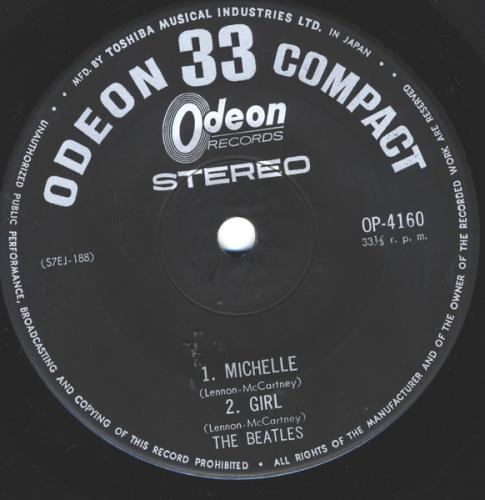 MFD. BY TOSHIBA MUSICAL INDUSTRIES LTD. IN JAPAN
ODEON 33 COMPACT
Odeon
RECORDS
STEREO
OP-4160
33⅓ r. p. m.
(S7EJ-188)
1. MICHELLE
(Lennon-McCartney)
2. GIRL
(Lennon-McCartney)
THE BEATLES
UNAUTHORIZED PUBLIC PERFORMANCE, BROADCASTING AND COPYING OF THIS RECORD PROHIBITED • ALL RIGHTS OF THE MANUFACTURER AND OF THE OWNER OF THE RECORDED WORK ARE RESERVED